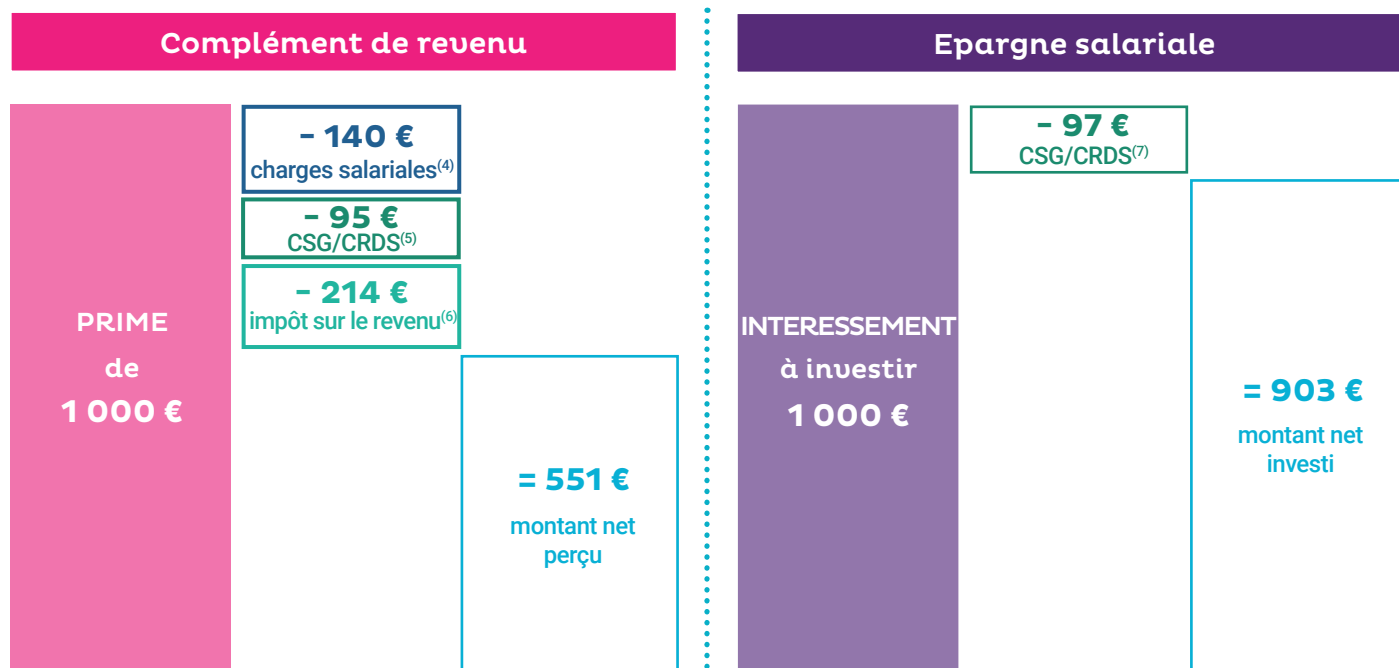 Complément de revenu
PRIME
de
1 000 €
- 140 €
charges salariales(4)
- 95 €
CSG/CRDS(5)
- 214 €
impôt sur le revenu(6)
= 551 €
montant net
perçu
Epargne salariale
INTERESSEMENT
à investir
1 000 €
- 97 €
CSG/CRDS(7)
= 903 €
montant net
investi